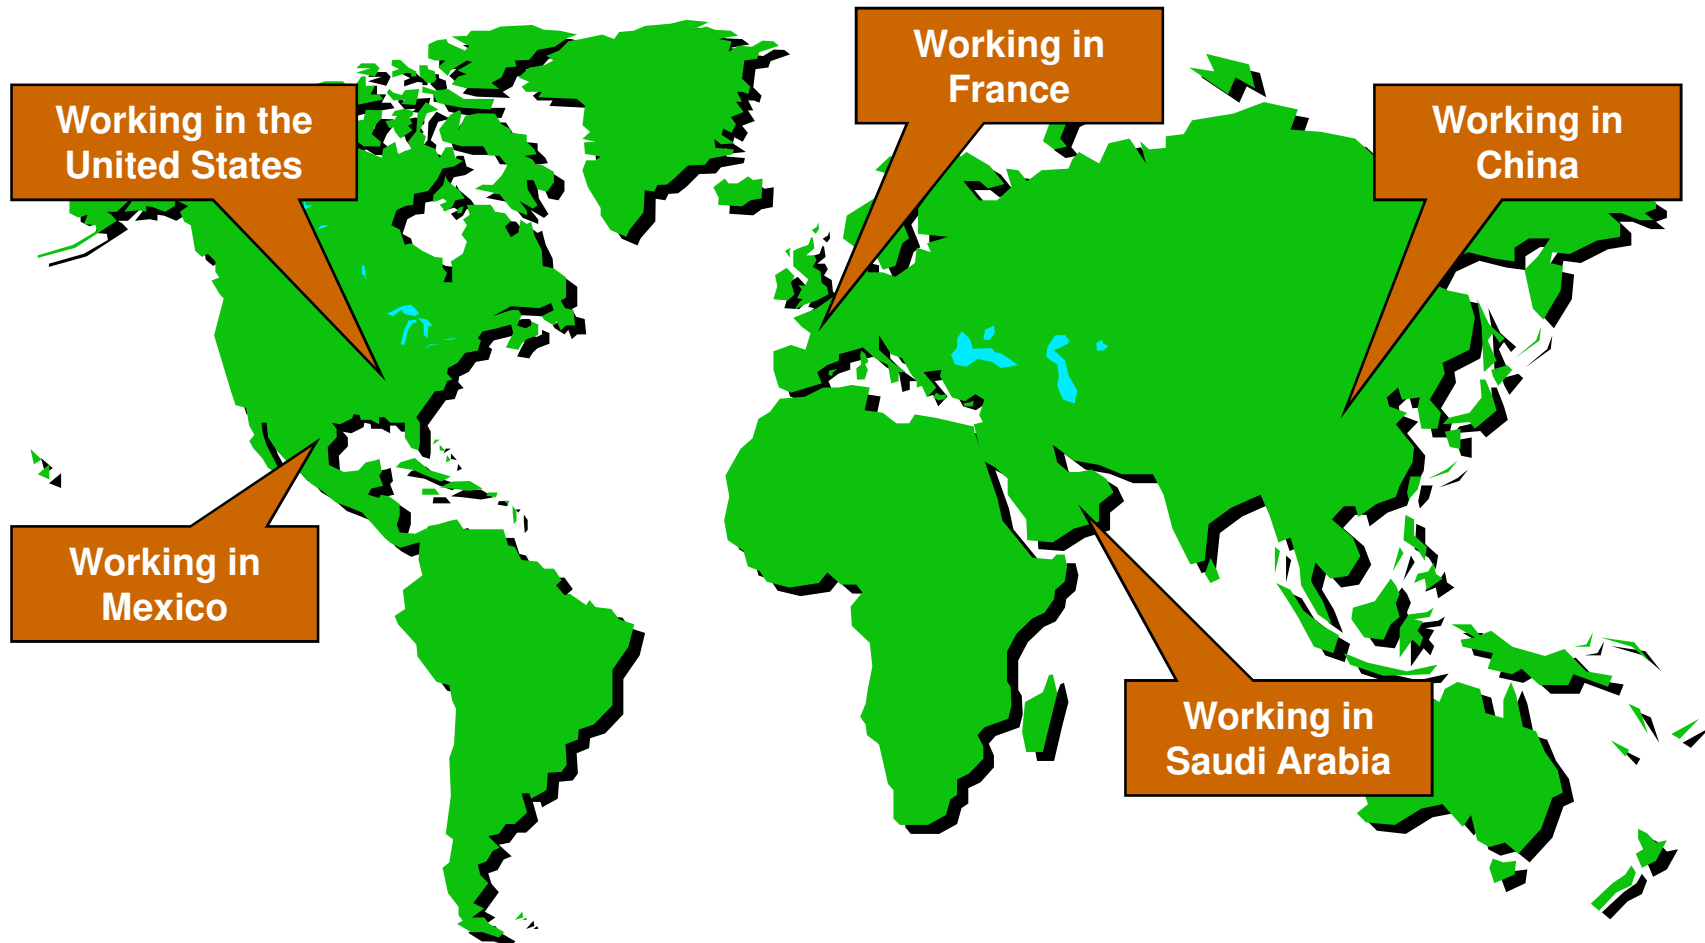 Working in
France
Working in the
United States
Working in
China
Working in
Mexico
Working in
Saudi Arabia